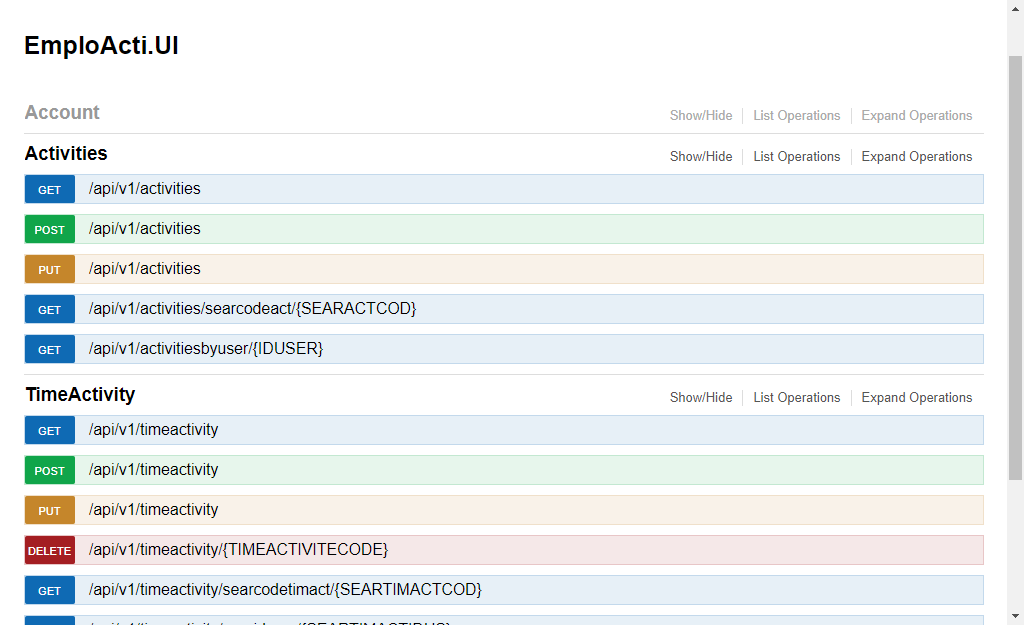 EmploActi.UI
Account Show/Hide List Operations Expand Operations
Activities Show/Hide List Operations Expand Operations
GET /api/v1/activities
POST /api/v1/activities
PUT /api/v1/activities
GET /api/v1/activities/searcodeact/{SEARACTCOD}
GET /api/v1/activitiesbyuser/{IDUSER}
TimeActivity Show/Hide List Operations Expand Operations
GET /api/v1/timeactivity
POST /api/v1/timeactivity
PUT /api/v1/timeactivity
DELETE /api/v1/timeactivity/{TIMEACTIVITECODE}
GET /api/v1/timeactivity/searcodetimact/{SEARTIMACTCOD}